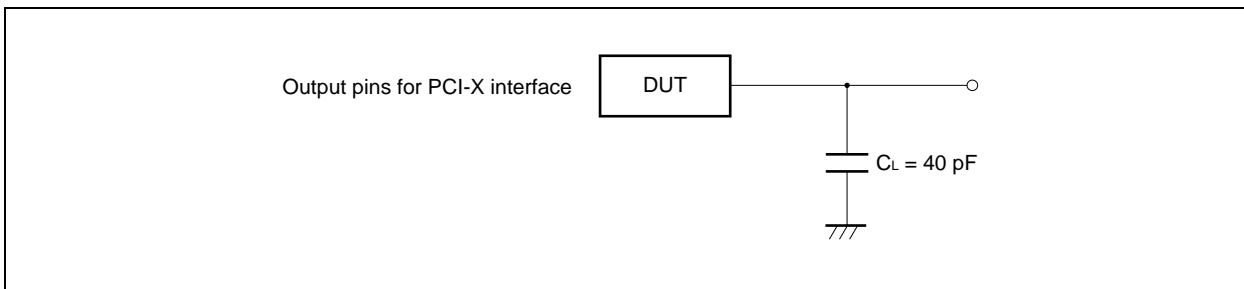 Output pins for PCI-X interface
DUT
CL = 40 pF